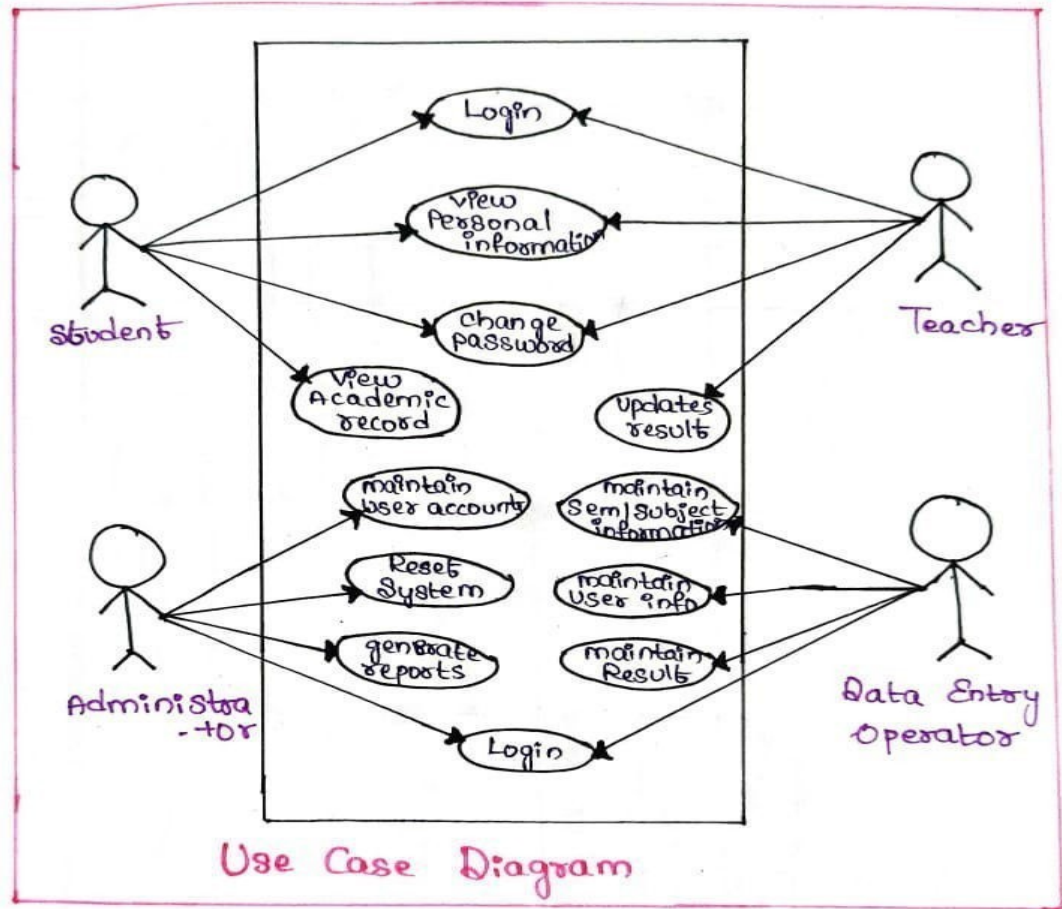 Login
View
Personal
information
Student
Teacher
change
password
View
Academic
record
updates
result
maintain
User account
maintain
Sem/Subject
information
Reset
System
maintain
User info
generate
reports
maintain
Result
Administra
-tor
Data Entry
Operator
Login
Use Case Diagram